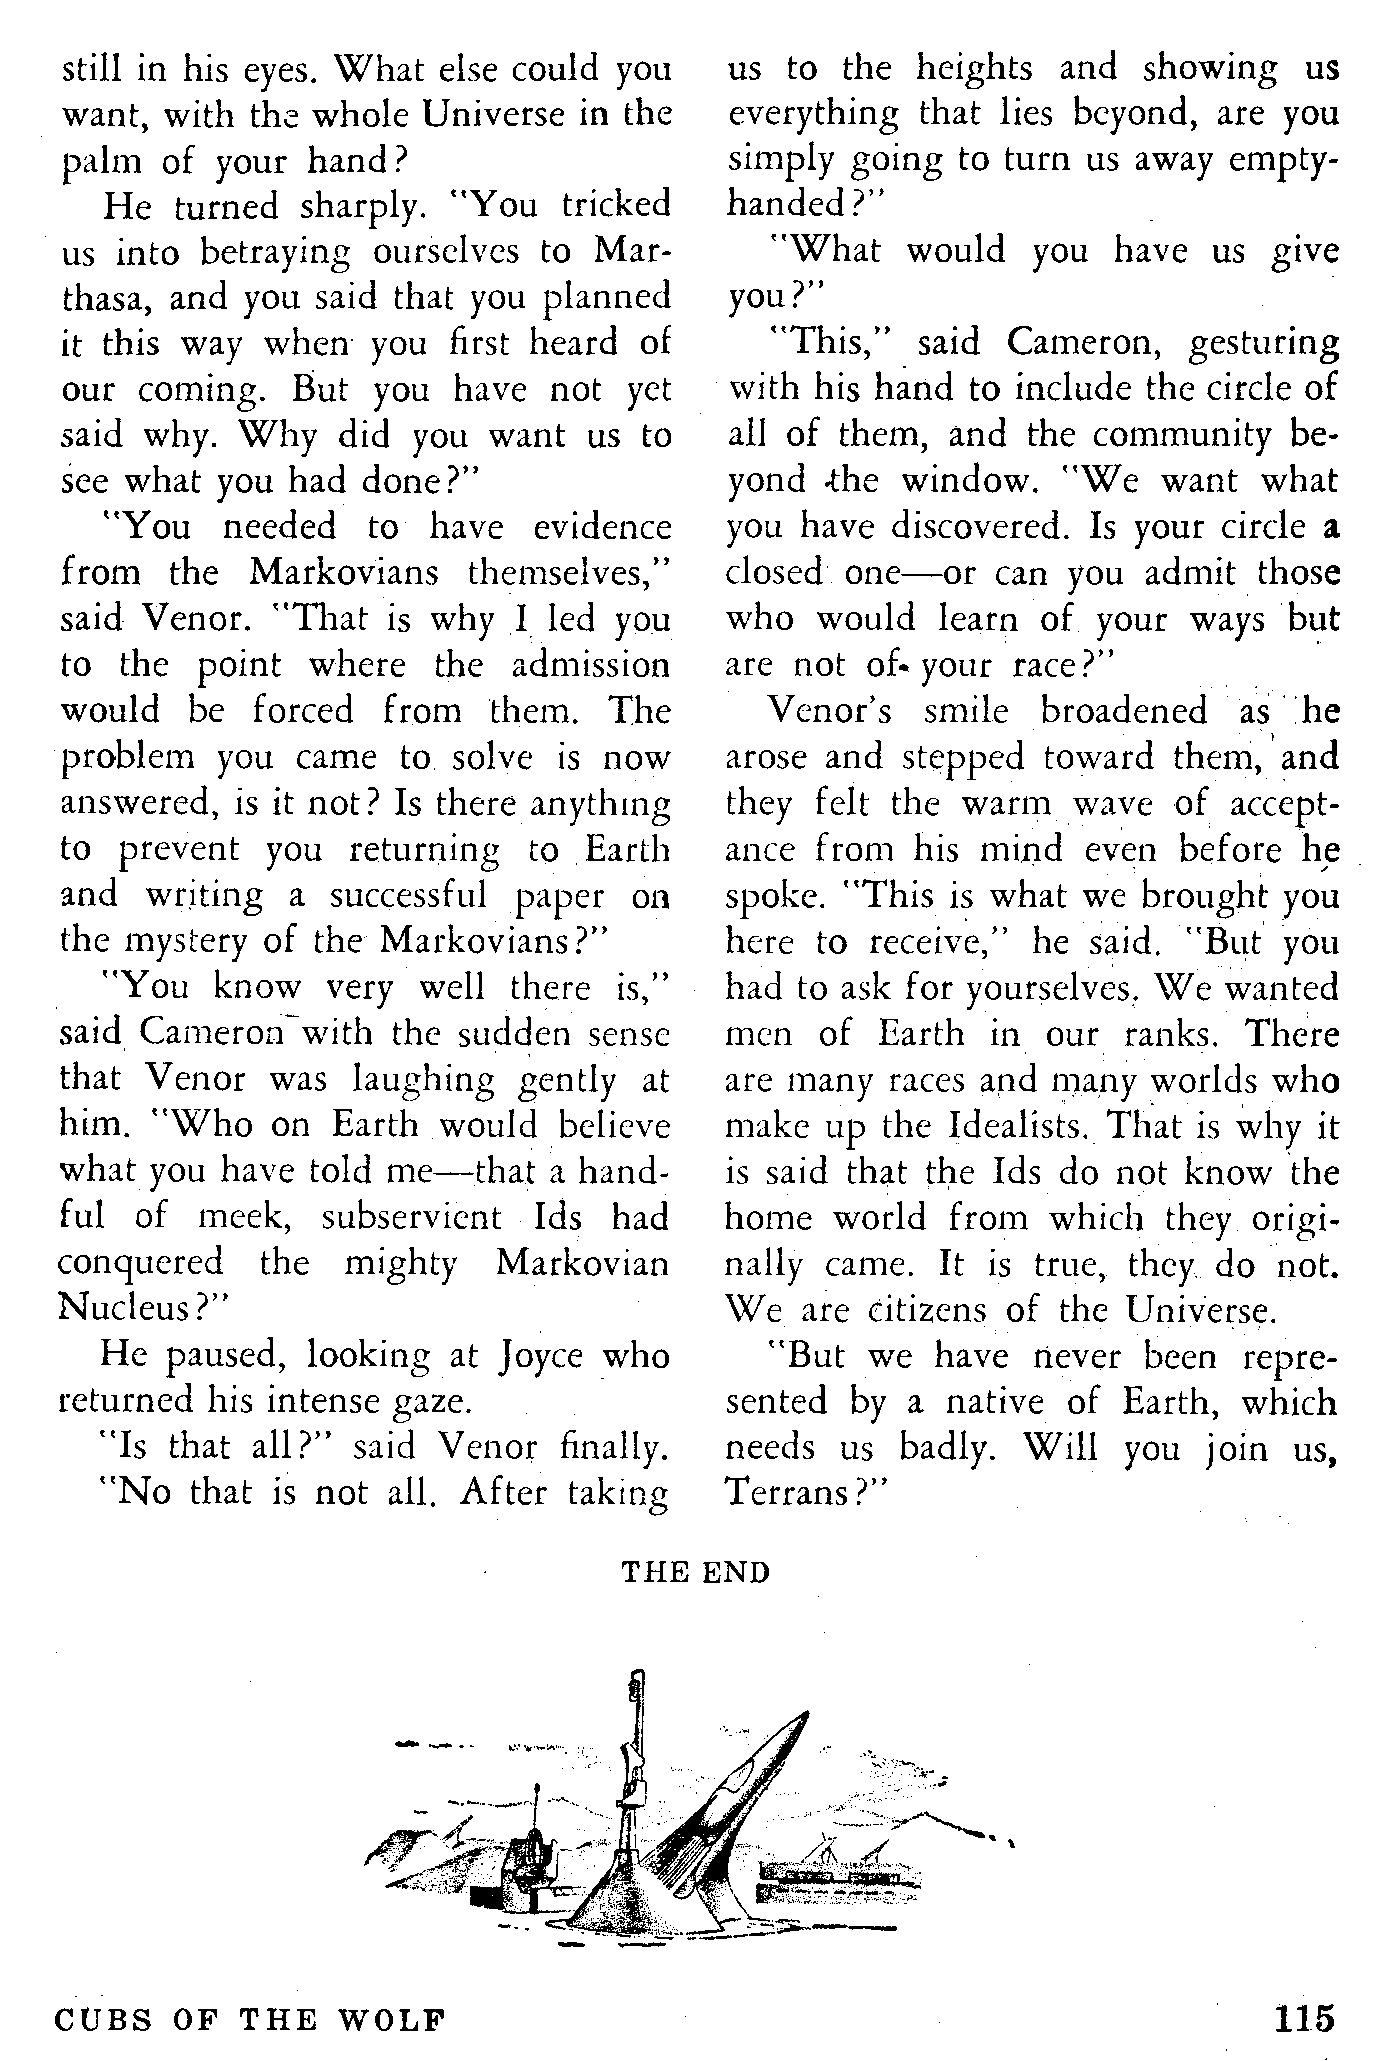 still in his eyes. What else could you
want, with the whole Universe in the
palm of your hand?
He turned sharply. "You tricked
us into betraying ourselves to Mar-
thasa, and you said that you planned
it this way when you first heard of
our coming. But you have not yet
said why. Why did you want us to
see what you had done?"
"You needed to have evidence
from the Markovians themselves,"
said Venor. "That is why I led you
to the point where the admission
would be forced from them. The
problem you came to solve is now
answered, is it not? Is there anything
to prevent you returning to Earth
and writing a successful paper on
the mystery of the Markovians?"
"You know very well there is,"
said Cameron with the sudden sense
that Venor was laughing gently at
him. "Who on Earth would believe
what you have told me—that a hand-
ful of meek, subservient Ids had
conquered the mighty Markovian
Nucleus?"
He paused, looking at Joyce who
returned his intense gaze.
"Is that all?" said Venor finally.
"No that is not all. After taking
us to the heights and showing us
everything that lies beyond, are you
simply going to turn us away empty-
handed?"
"What would you have us give
you?"
"This," said Cameron, gesturing
with his hand to include the circle of
all of them, and the community be-
yond the window. "We want what
you have discovered. Is your circle a
closed one—or can you admit those
who would learn of your ways but
are not of your race?"
Venor's smile broadened as he
arose and stepped toward them, and
they felt the warm wave of accept-
ance from his mind even before he
spoke. "This is what we brought you
here to receive," he said. "But you
had to ask for yourselves. We wanted
men of Earth in our ranks. There
are many races and many worlds who
make up the Idealists. That is why it
is said that the Ids do not know the
home world from which they origi-
nally came. It is true, they do not.
We are citizens of the Universe.
"But we have never been repre-
sented by a native of Earth, which
needs us badly. Will you join us,
Terrans?"
THE END
CUBS OF THE WOLF
115